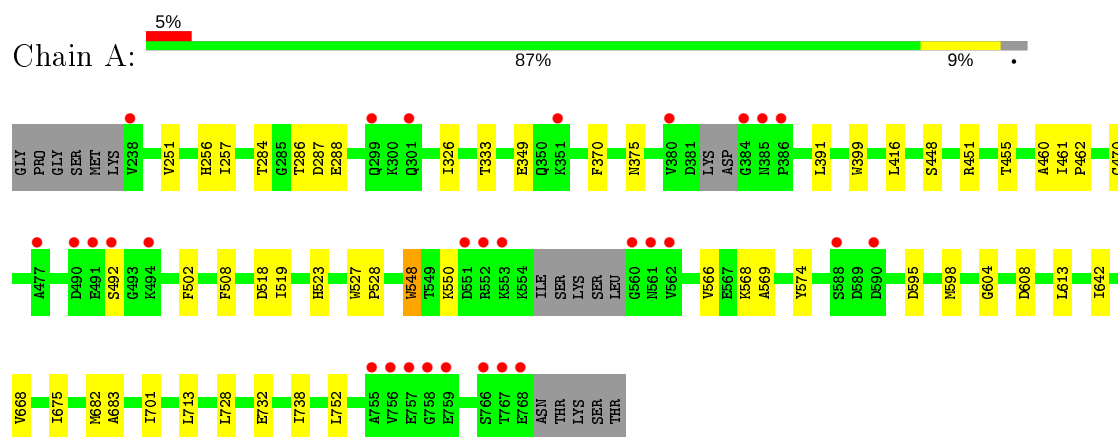 5%
Chain A:
87% 9% •
GLY PRO GLY SER MET LYS V238 V251 H256 I257 T284 G285 T286 D287 E288 Q299 K300 Q301 I326 T333 E349 Q350 K351 F370 N375 V380 D381 LYS ASP G384 N385 P386 L391 W399 L416 S448 R451 T455 A460 I461 P462
A477 D490 E491 S492 G493 K494 F502 F508 D518 I519 H523 W527 P528 W548 T549 K550 D551 R552 K553 K554 ILE SER LYS SER LEU G560 N561 V562 V566 E567 K568 A569 Y574 S588 D589 D590 D595 M598 G604 D608 L613 I642
V668 I675 M682 A683 I701 L713 L728 E732 I738 L752 A755 V756 E757 G758 E759 S766 T767 E768 ASN THR LYS SER THR